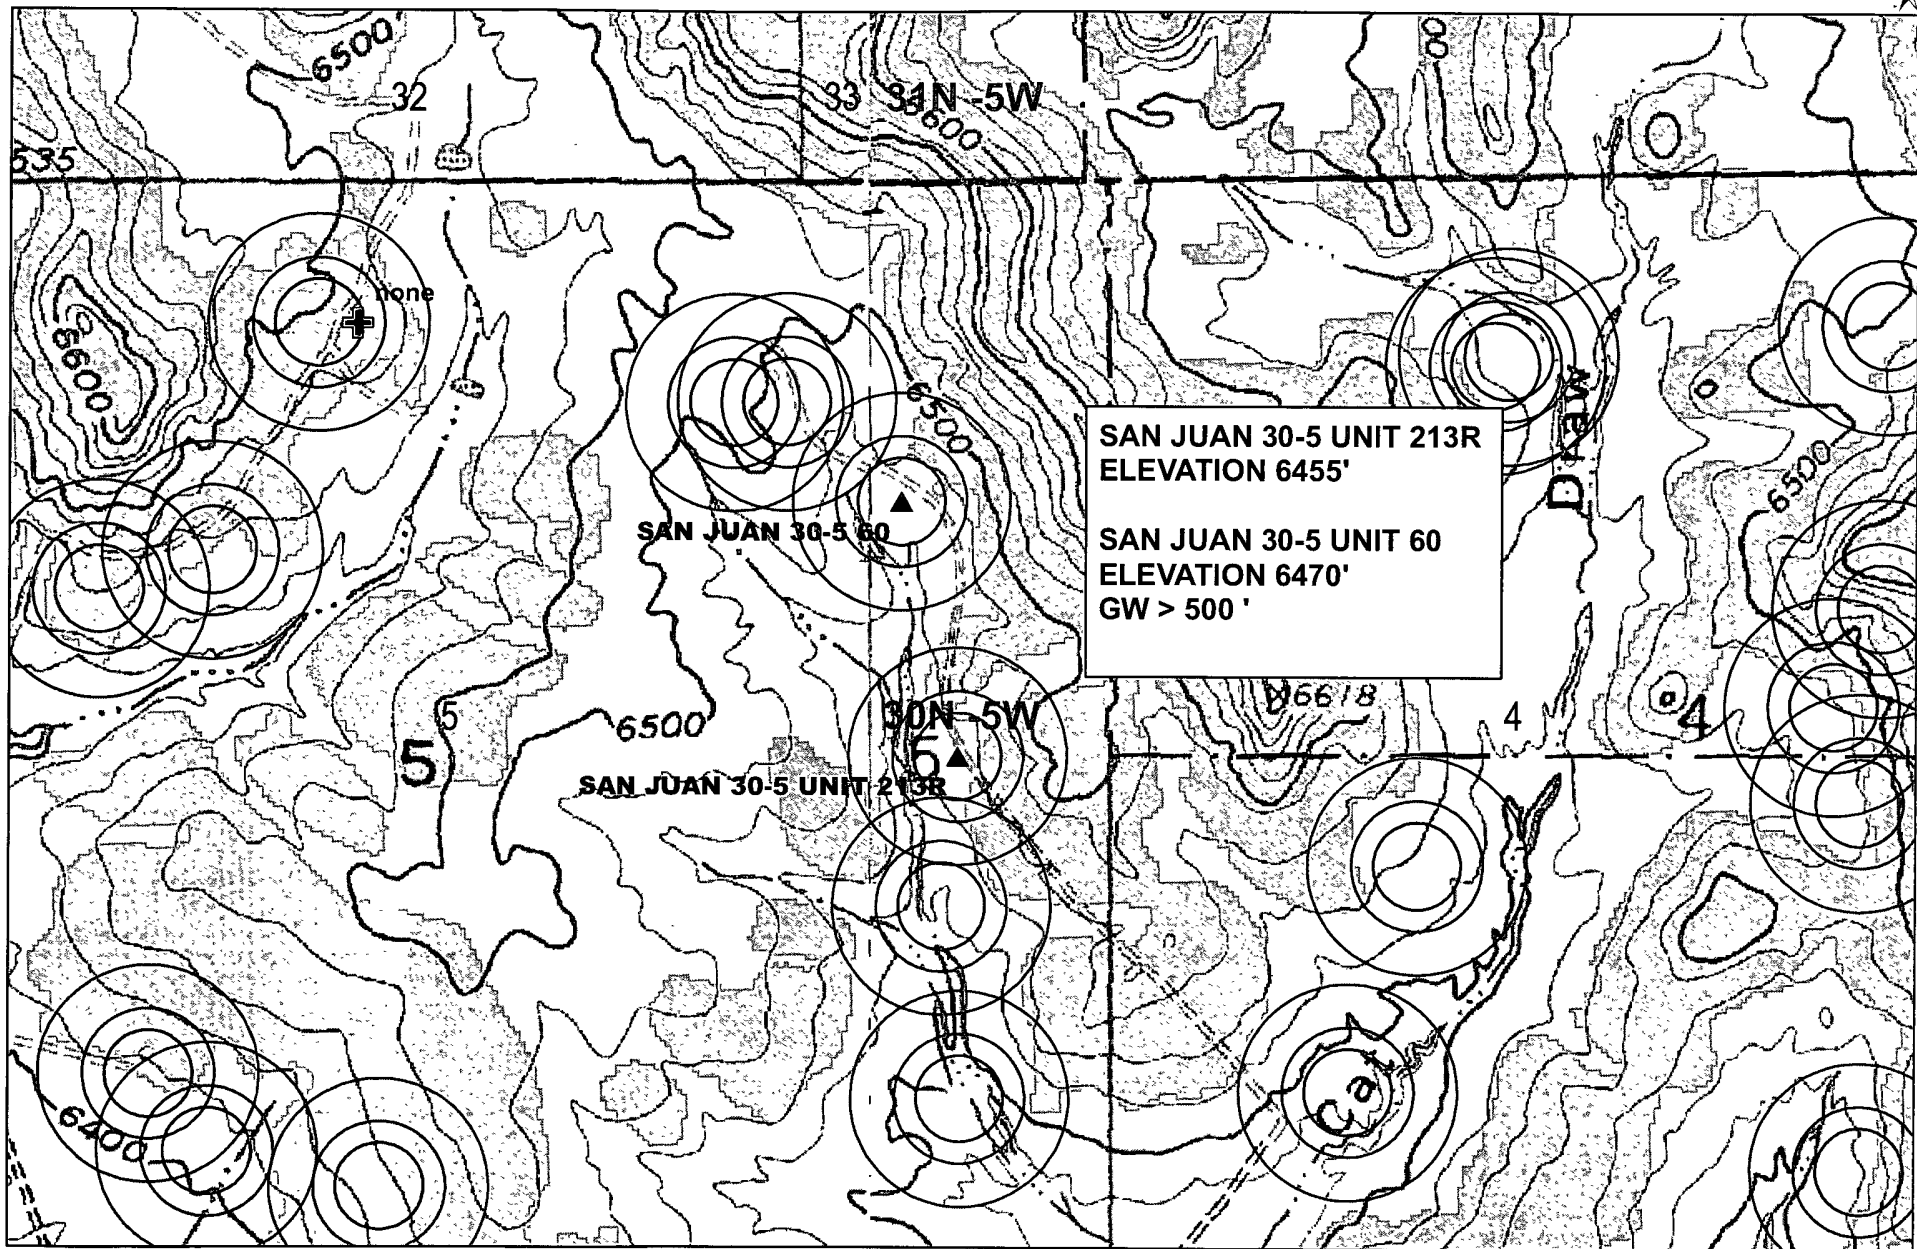 6500
32
33 31N -5W
6600
00
535
none
6600
6500
SAN JUAN 30-5 UNIT 213R
ELEVATION 6455'
SAN JUAN 30-5 UNIT 60
ELEVATION 6470'
GW > 500 '
Draw
6500
SAN JUAN 30-5 60
6618
5
5
6500
30N -5W
5
4
4
SAN JUAN 30-5 UNIT 213R
Cat
6400